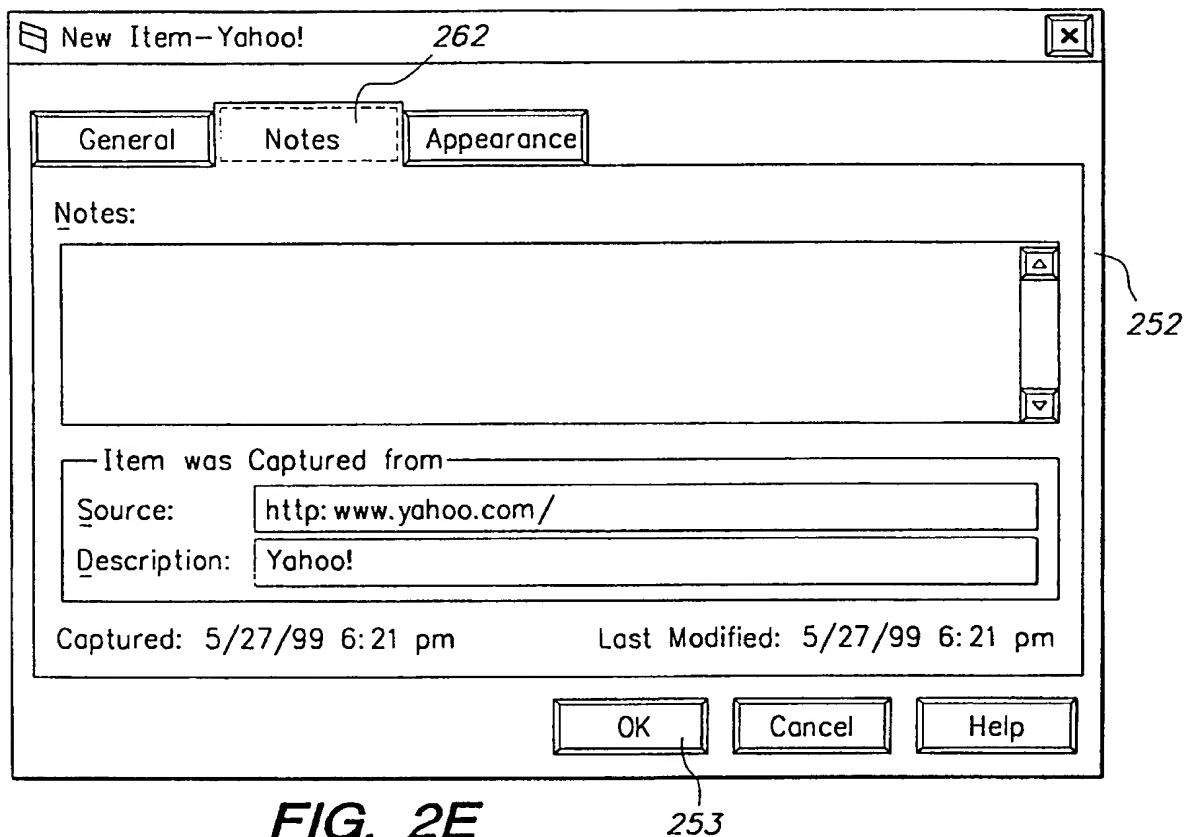 New Item-Yahoo!
262
General Notes Appearance
Notes:
252
Item was Captured from
Source: http: www.yahoo.com/
Description: Yahoo!
Captured: 5/27/99 6:21 pm Last Modified: 5/27/99 6:21 pm
OK Cancel Help
FIG. 2E 253